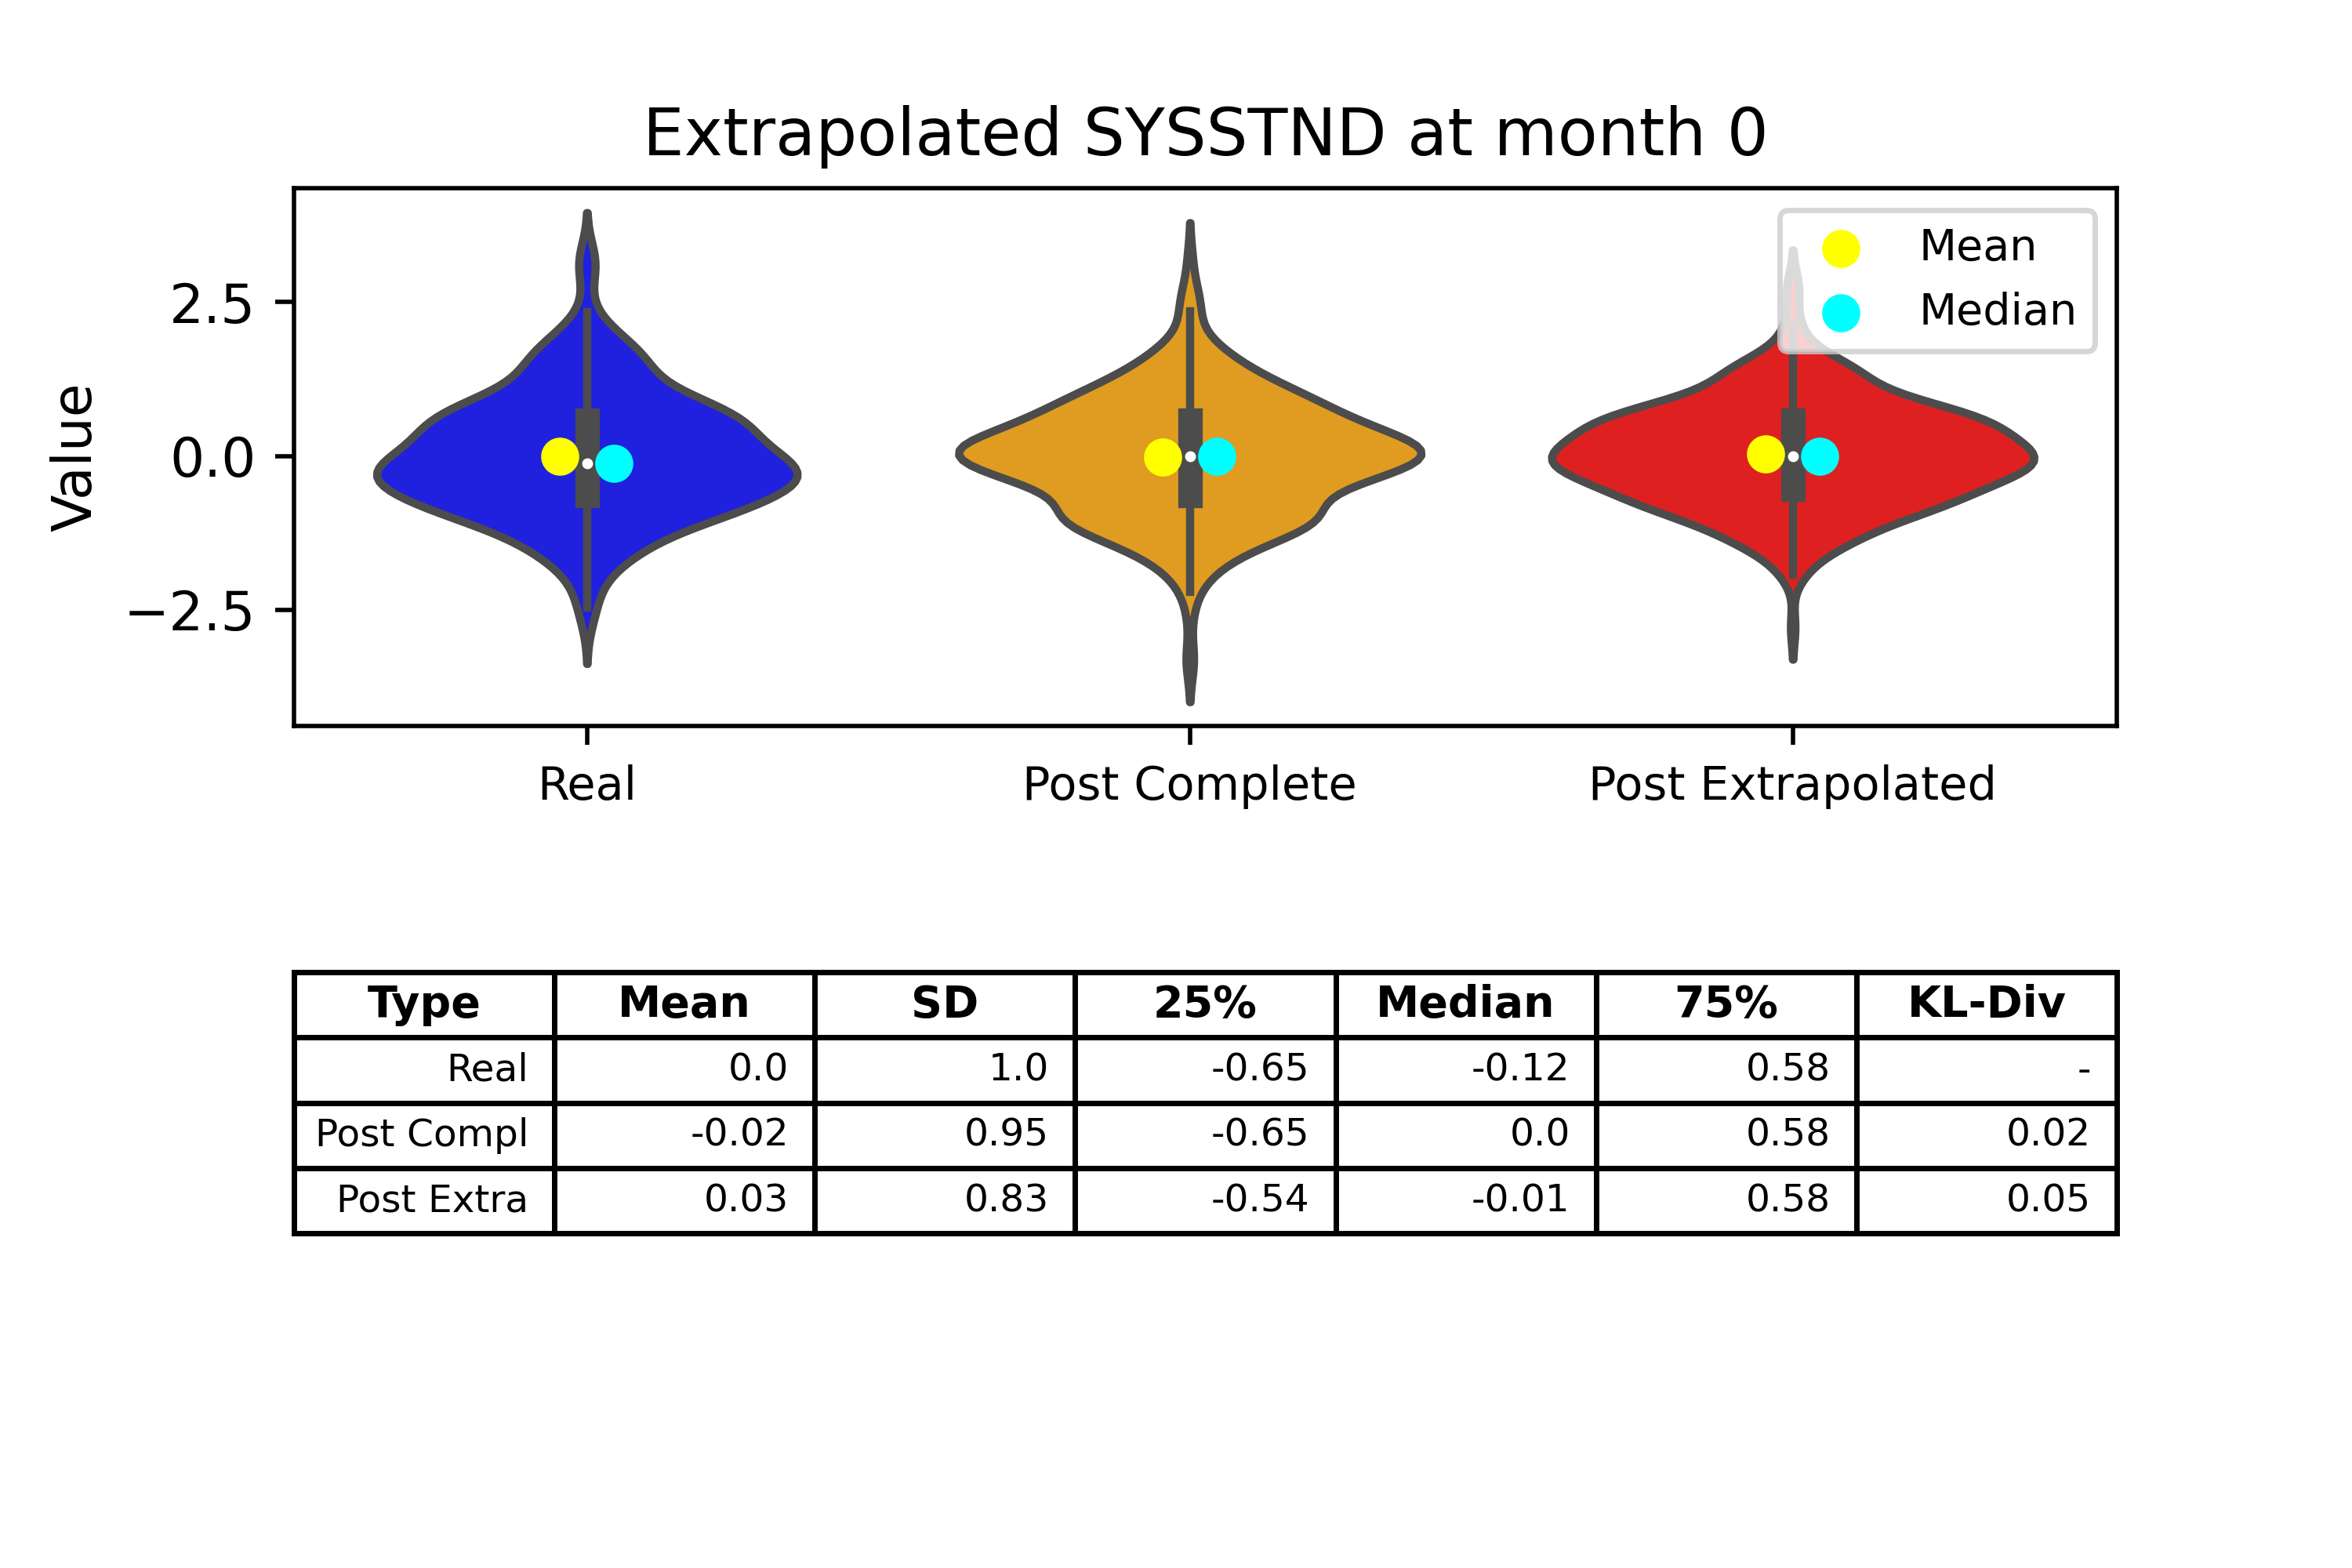 Extrapolated SYSSTND at month 0
Mean
Median
Value
2.5
0.0
−2.5
Real Post Complete Post Extrapolated
Type Mean SD 25% Median 75% KL-Div
Real 0.0 1.0 -0.65 -0.12 0.58 -
Post Compl -0.02 0.95 -0.65 0.0 0.58 0.02
Post Extra 0.03 0.83 -0.54 -0.01 0.58 0.05